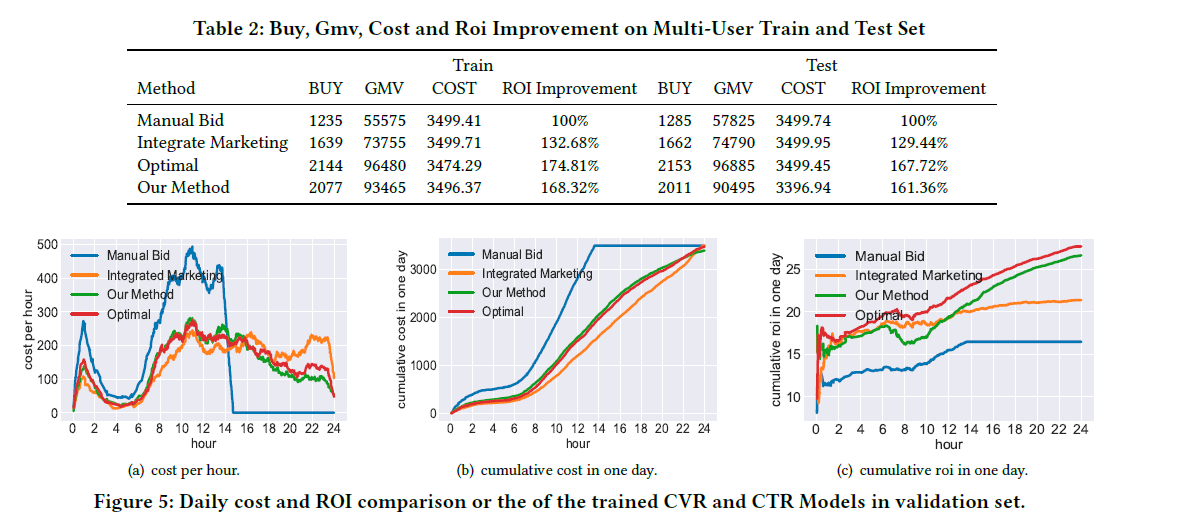 Table 2: Buy, Gmv, Cost and Roi Improvement on Multi-User Train and Test Set
Train Test
Method BUY GMV COST ROI Improvement BUY GMV COST ROI Improvement
Manual Bid 1235 55575 3499.41 100% 1285 57825 3499.74 100%
Integrate Marketing 1639 73755 3499.71 132.68% 1662 74790 3499.95 129.44%
Optimal 2144 96480 3474.29 174.81% 2153 96885 3499.45 167.72%
Our Method 2077 93465 3496.37 168.32% 2011 90495 3396.94 161.36%
cost per hour
500
400
300
200
100
0
Manual Bid
Integrated Marketing
Our Method
Optimal
0 2 4 6 8 10 12 14 16 18 20 22 24
hour
(a) cost per hour.
cumulative cost in one day
3000
2000
1000
0
Manual Bid
Integrated Marketing
Our Method
Optimal
0 2 4 6 8 10 12 14 16 18 20 22 24
hour
(b) cumulative cost in one day.
cumulative roi in one day
25
20
15
10
Manual Bid
Integrated Marketing
Our Method
Optimal
0 2 4 6 8 10 12 14 16 18 20 22 24
hour
(c) cumulative roi in one day.
Figure 5: Daily cost and ROI comparison or the of the trained CVR and CTR Models in validation set.